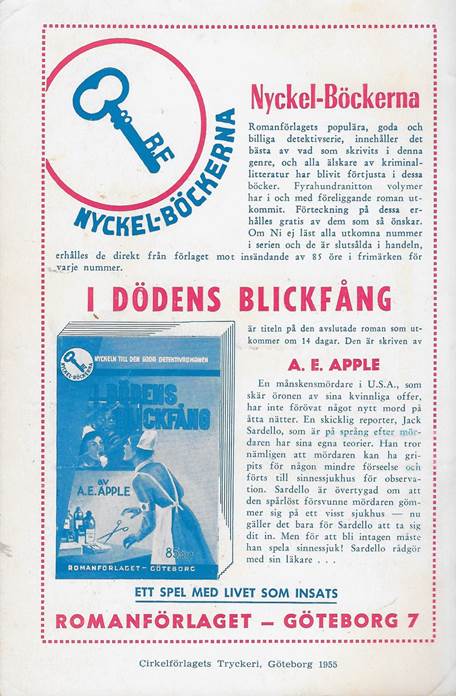 Nyckel-Böckerna
Romanförlagets populära, goda och
billiga detektivserie, innehåller det
bästa av vad som skrivits i denna
genre, och alla älskare av kriminal-
litteratur har blivit förtjusta i dessa
böcker. Fyrahundranitton volymer
har i och med föreliggande roman ut-
kommit. Förteckning på dessa er-
hålles gratis av dem som så önskar.
Om Ni ej läst alla utkomna nummer
i serien och de är slutsålda i handeln,
erhålles de direkt från förlaget mot insändande av 85 öre i frimärken för
varje nummer.
RF
NYCKEL-BÖCKERNA
I DÖDENS BLICKFÅNG
är titeln på den avslutade roman som ut-
kommer om 14 dagar. Den är skriven av
A. E. APPLE
En månskensmördare i U.S.A., som
skär öronen av sina kvinnliga offer,
har inte förövat något nytt mord på
åtta nätter. En skicklig reporter, Jack
Sardello, som är på språng efter mör-
daren har sina egna teorier. Han tror
nämligen att mördaren kan ha gri-
pits för någon mindre förseelse och
förts till sinnessjukhus för observa-
tion. Sardello är övertygad om att
den spårlöst försvunne mördaren göm-
mer sig på ett visst sjukhus — nu
gäller det bara för Sardello att ta sig
dit in. Men för att bli intagen måste
han spela sinnessjuk! Sardello rådgör
med sin läkare . . .
NYCKEL-BÖCKERNA
NYCKELN TILL DEN GODA DETEKTIVROMANEN
I DÖDENS
BLICKFÅNG
av
A.E. APPLE
85 öre
ROMANFÖRLAGET - GÖTEBORG
ETT SPEL MED LIVET SOM INSATS
ROMANFÖRLAGET — GÖTEBORG 7
Cirkelförlagets Tryckeri, Göteborg 1955